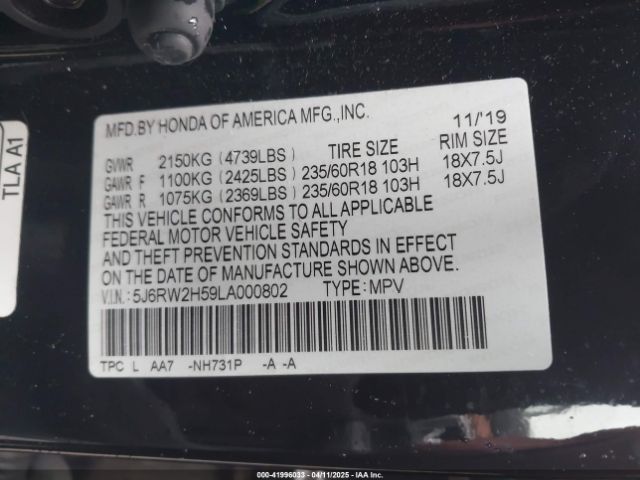 TLA A1
MFD.BY HONDA OF AMERICA MFG.,INC. 11/'19
GVWR 2150KG (4739LBS) TIRE SIZE RIM SIZE
GAWR F 1100KG (2425LBS) 235/60R18 103H 18X7.5J
GAWR R 1075KG (2369LBS) 235/60R18 103H 18X7.5J
THIS VEHICLE CONFORMS TO ALL APPLICABLE
FEDERAL MOTOR VEHICLE SAFETY
AND THEFT PREVENTION STANDARDS IN EFFECT
ON THE DATE OF MANUFACTURE SHOWN ABOVE.
V.I.N.: 5J6RW2H59LA000802 TYPE: MPV
TPC L AA7 -NH731P -A -A
000-41996033 - 04/11/2025 - IAA Inc.